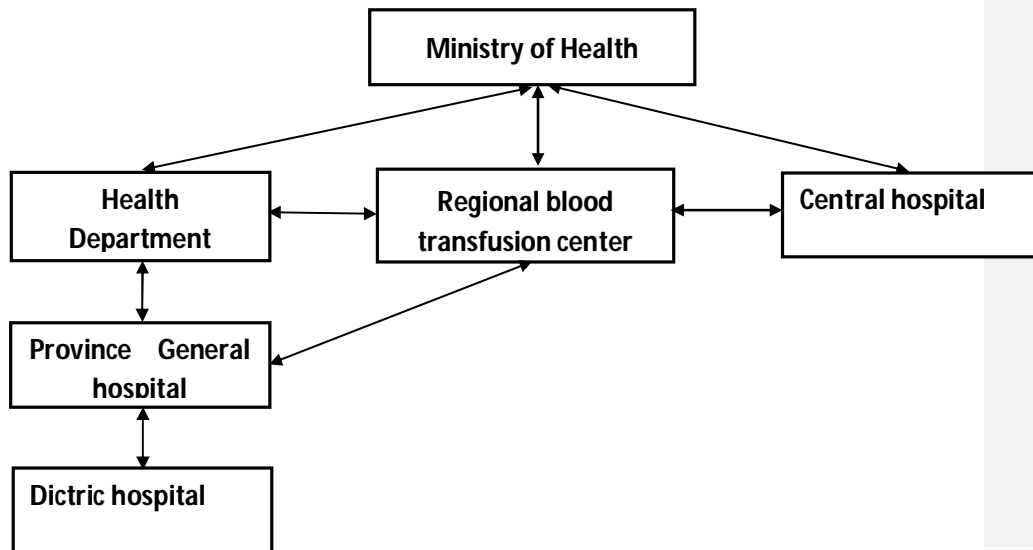 Ministry of Health
Health
Department
Regional blood
transfusion center
Central hospital
Province General
hospital
Dictric hospital